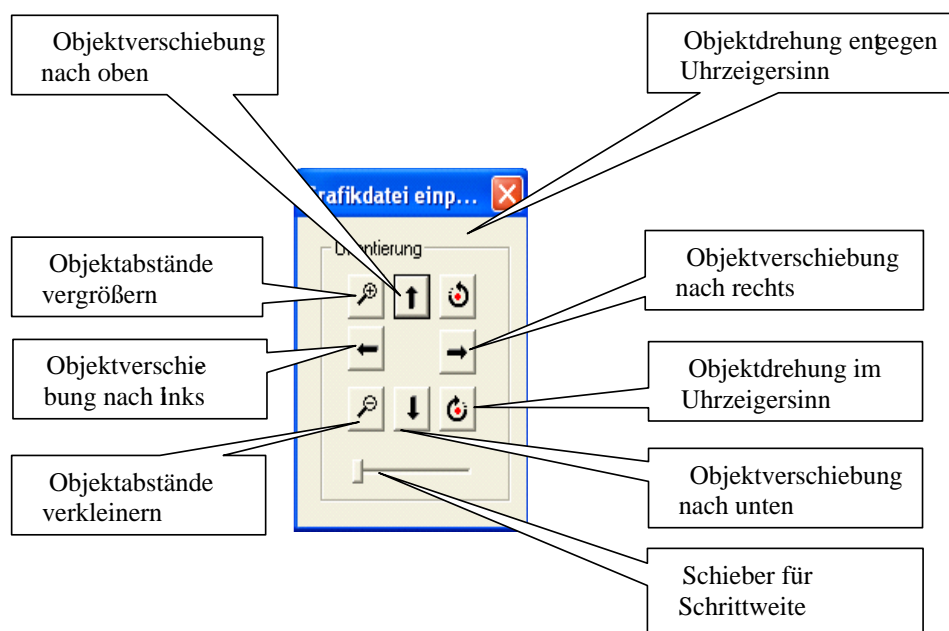 Objektverschiebung
nach oben
Objektdrehung entgegen
Uhrzeigersinn
Grafikdatei einp...
Orientierung
Objektabstände
vergrößern
Objektverschiebung
nach rechts
Objektverschie-
bung nach links
Objektdrehung im
Uhrzeigersinn
Objektabstände
verkleinern
Objektverschiebung
nach unten
Schieber für
Schrittweite